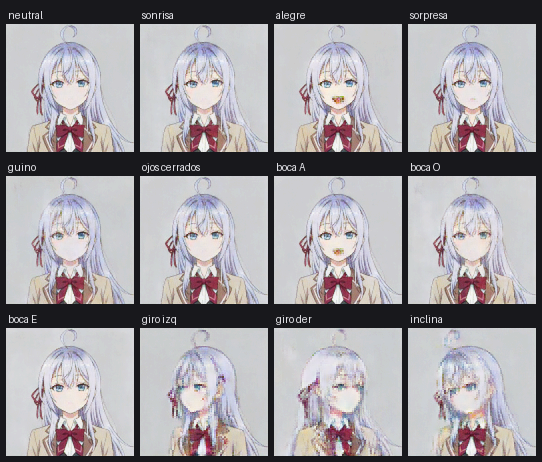 neutral
sonrisa
alegre
sorpresa
guino
ojos cerrados
boca A
boca O
boca E
giro izq
giro der
inclina